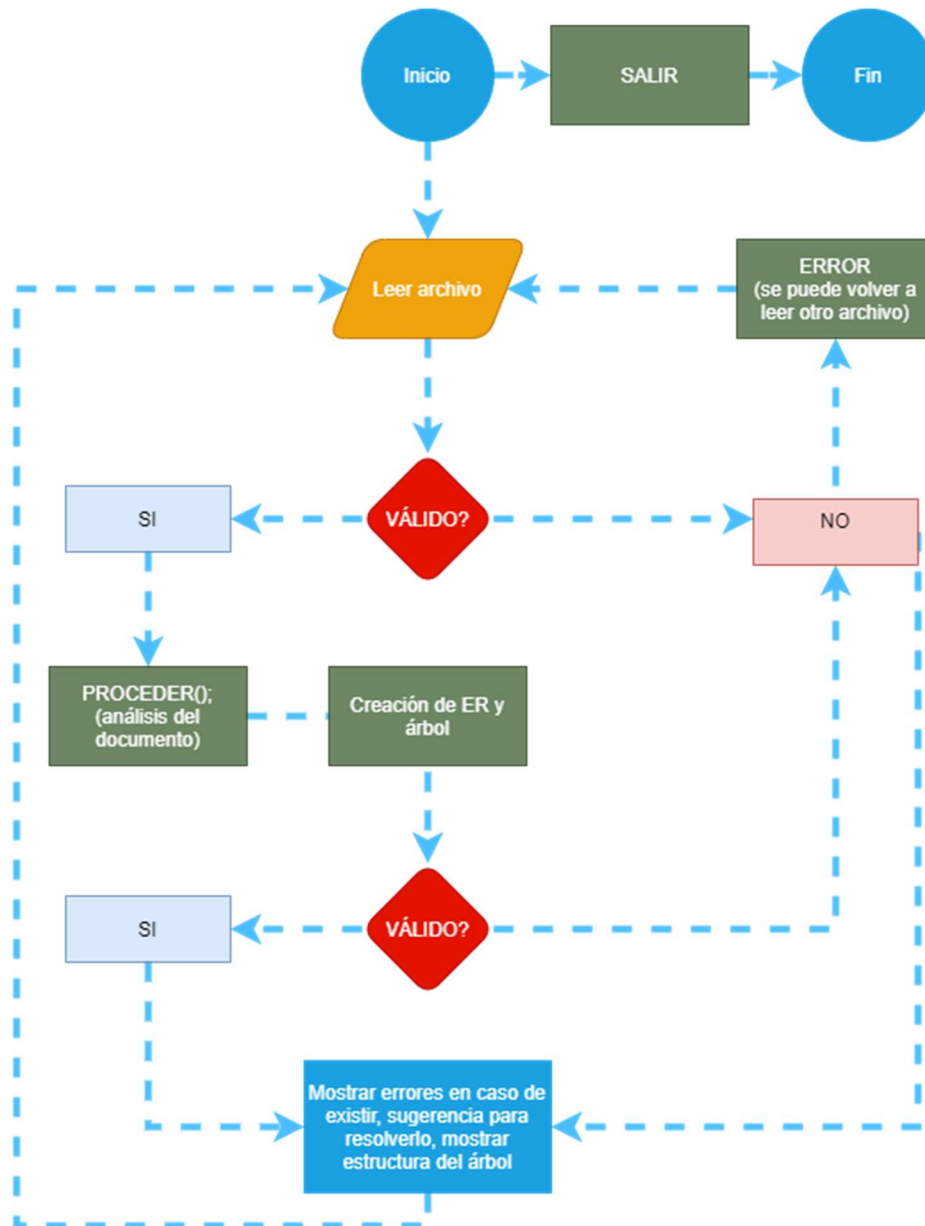 Inicio
SALIR
Fin
Leer archivo
ERROR
(se puede volver a
leer otro archivo)
SI
VÁLIDO?
NO
PROCEDER();
(análisis del
documento)
Creación de ER y
árbol
SI
VÁLIDO?
Mostrar errores en caso de
existir, sugerencia para
resolverlo, mostrar
estructura del árbol